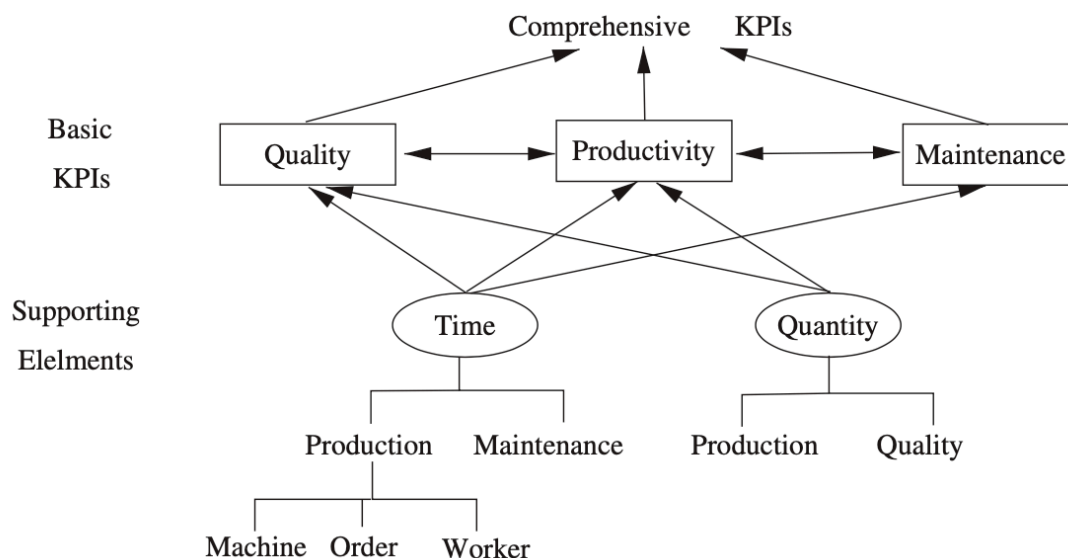 Comprehensive KPIs
Basic
KPIs
Quality
Productivity
Maintenance
Supporting
Elelments
Time
Quantity
Production
Maintenance
Production
Quality
Machine
Order
Worker